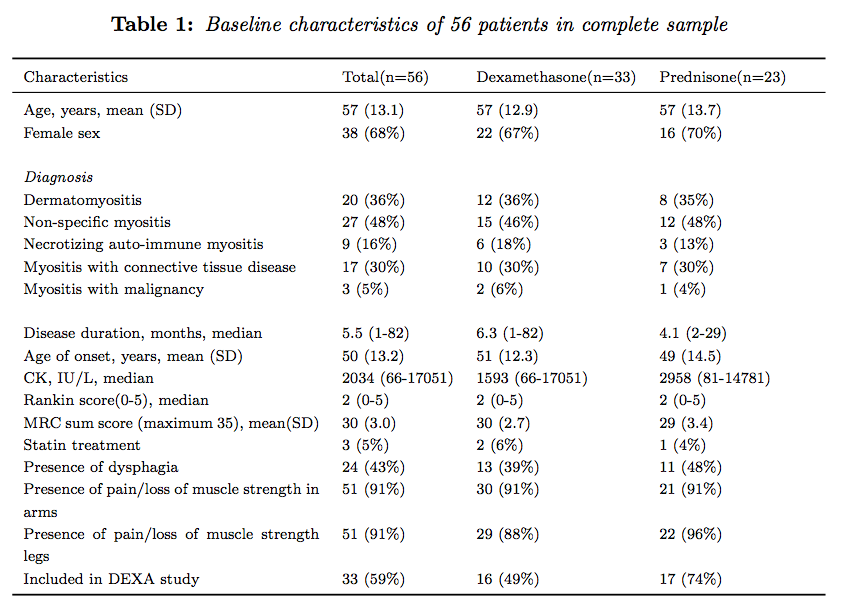 Table 1: Baseline characteristics of 56 patients in complete sample
Characteristics Total(n=56) Dexamethasone(n=33) Prednisone(n=23)
Age, years, mean (SD) 57 (13.1) 57 (12.9) 57 (13.7)
Female sex 38 (68%) 22 (67%) 16 (70%)
Diagnosis
Dermatomyositis 20 (36%) 12 (36%) 8 (35%)
Non-specific myositis 27 (48%) 15 (46%) 12 (48%)
Necrotizing auto-immune myositis 9 (16%) 6 (18%) 3 (13%)
Myositis with connective tissue disease 17 (30%) 10 (30%) 7 (30%)
Myositis with malignancy 3 (5%) 2 (6%) 1 (4%)
Disease duration, months, median 5.5 (1-82) 6.3 (1-82) 4.1 (2-29)
Age of onset, years, mean (SD) 50 (13.2) 51 (12.3) 49 (14.5)
CK, IU/L, median 2034 (66-17051) 1593 (66-17051) 2958 (81-14781)
Rankin score(0-5), median 2 (0-5) 2 (0-5) 2 (0-5)
MRC sum score (maximum 35), mean(SD) 30 (3.0) 30 (2.7) 29 (3.4)
Statin treatment 3 (5%) 2 (6%) 1 (4%)
Presence of dysphagia 24 (43%) 13 (39%) 11 (48%)
Presence of pain/loss of muscle strength in 51 (91%) 30 (91%) 21 (91%)
arms
Presence of pain/loss of muscle strength 51 (91%) 29 (88%) 22 (96%)
legs
Included in DEXA study 33 (59%) 16 (49%) 17 (74%)